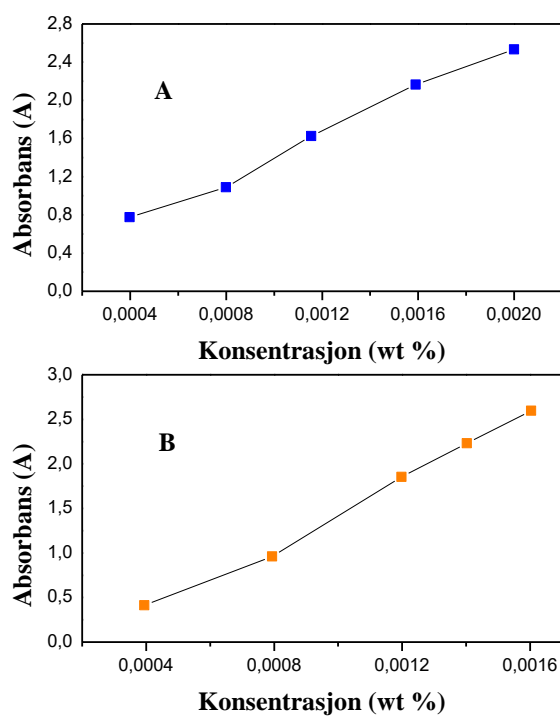 2,8
2,4
2,0
1,6
1,2
0,8
0,4
0,0
Absorbans (A)
A
0,0004 0,0008 0,0012 0,0016 0,0020
Konsentrasjon (wt %)
3,0
2,5
2,0
1,5
1,0
0,5
0,0
Absorbans (A)
B
0,0004 0,0008 0,0012 0,0016
Konsentrasjon (wt %)